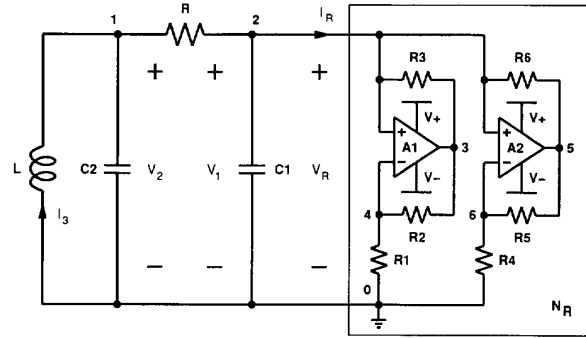 1 R 2 I_R
R3 R6
+ + +
+ V+ + V+
A1 3 A2 5
L C2 V_2 V_1 C1 V_R
− V− − V−
I_3
4 R2 6 R5
− − − R1 R4
0
N_R